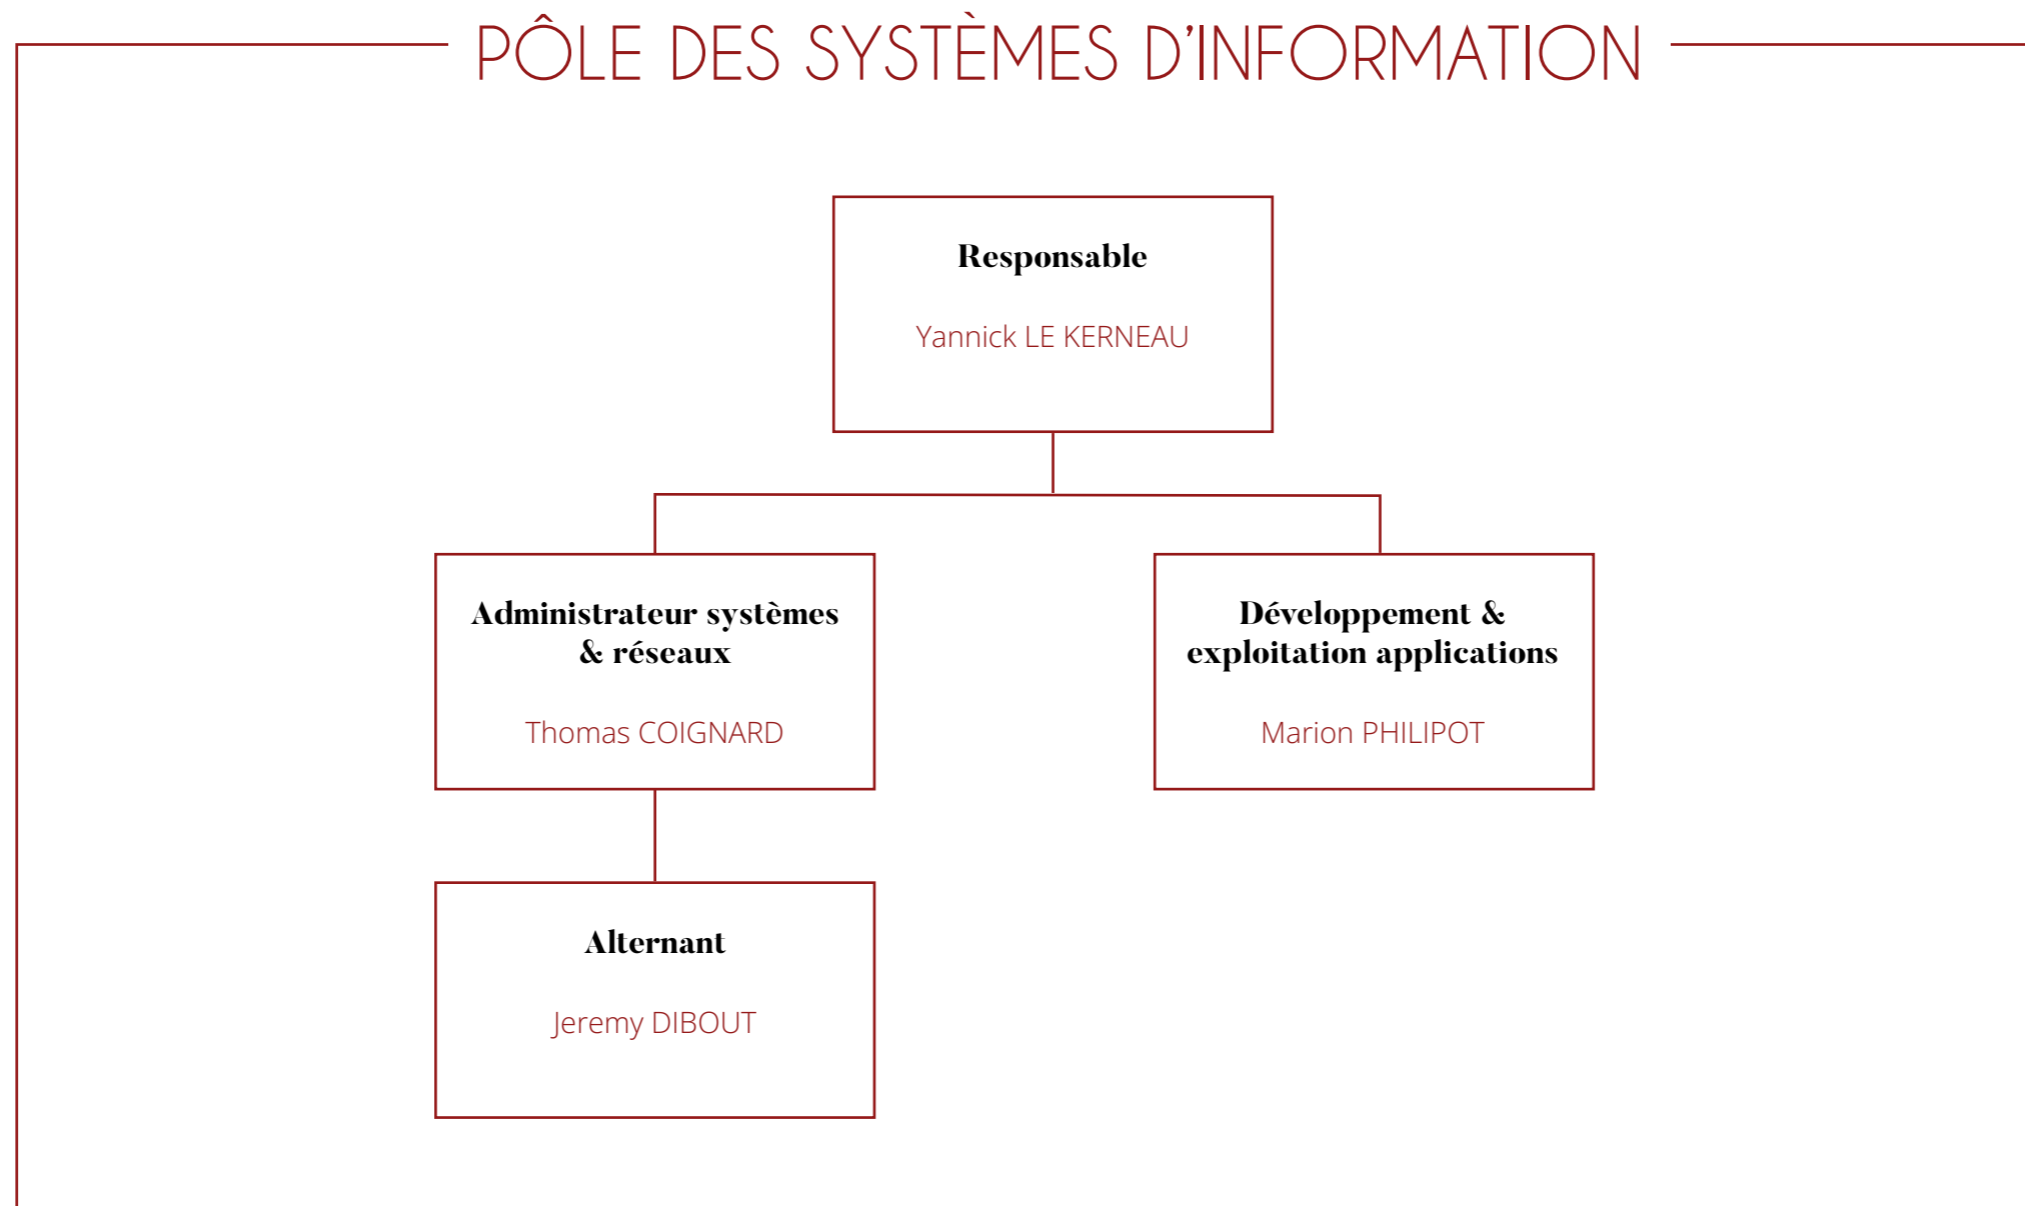 PÔLE DES SYSTÈMES D'INFORMATION
Responsable
Yannick LE KERNEAU
Administrateur systèmes
& réseaux
Thomas COIGNARD
Développement &
exploitation applications
Marion PHILIPOT
Alternant
Jeremy DIBOUT